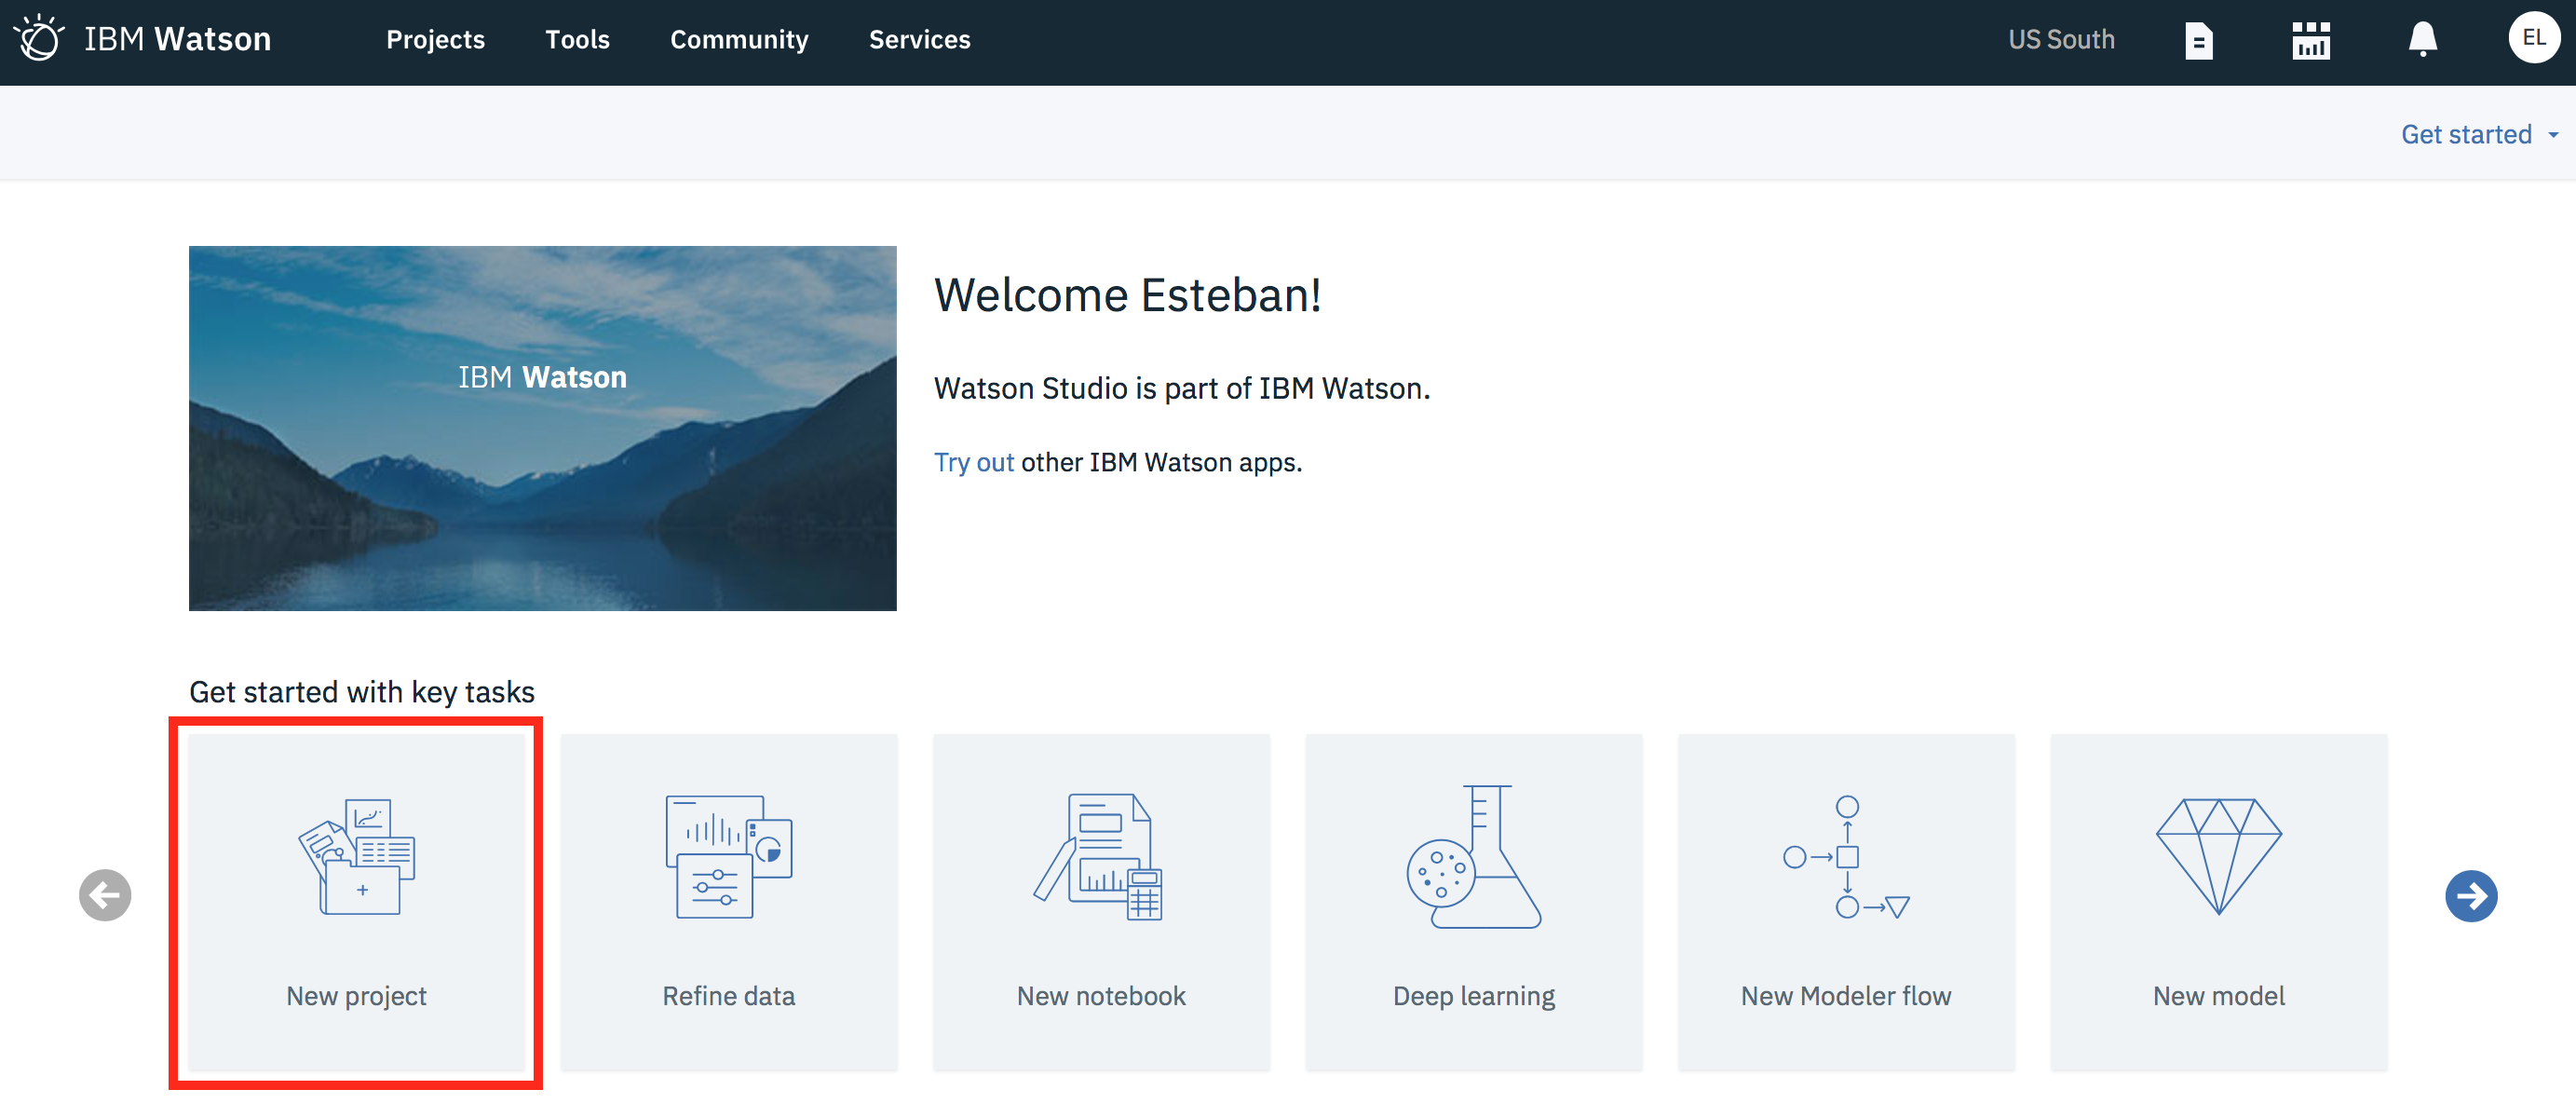 IBM Watson Projects Tools Community Services US South EL
Get started
IBM Watson
Welcome Esteban!
Watson Studio is part of IBM Watson.
Try out other IBM Watson apps.
Get started with key tasks
New project Refine data New notebook Deep learning New Modeler flow New model